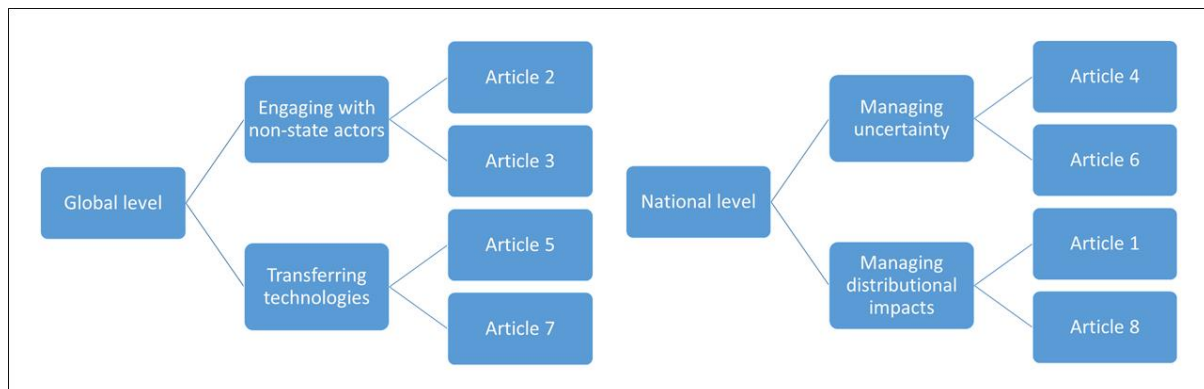 Global level
Engaging with
non-state actors
Article 2
Article 3
Transferring
technologies
Article 5
Article 7
National level
Managing
uncertainty
Article 4
Article 6
Managing
distributional
impacts
Article 1
Article 8